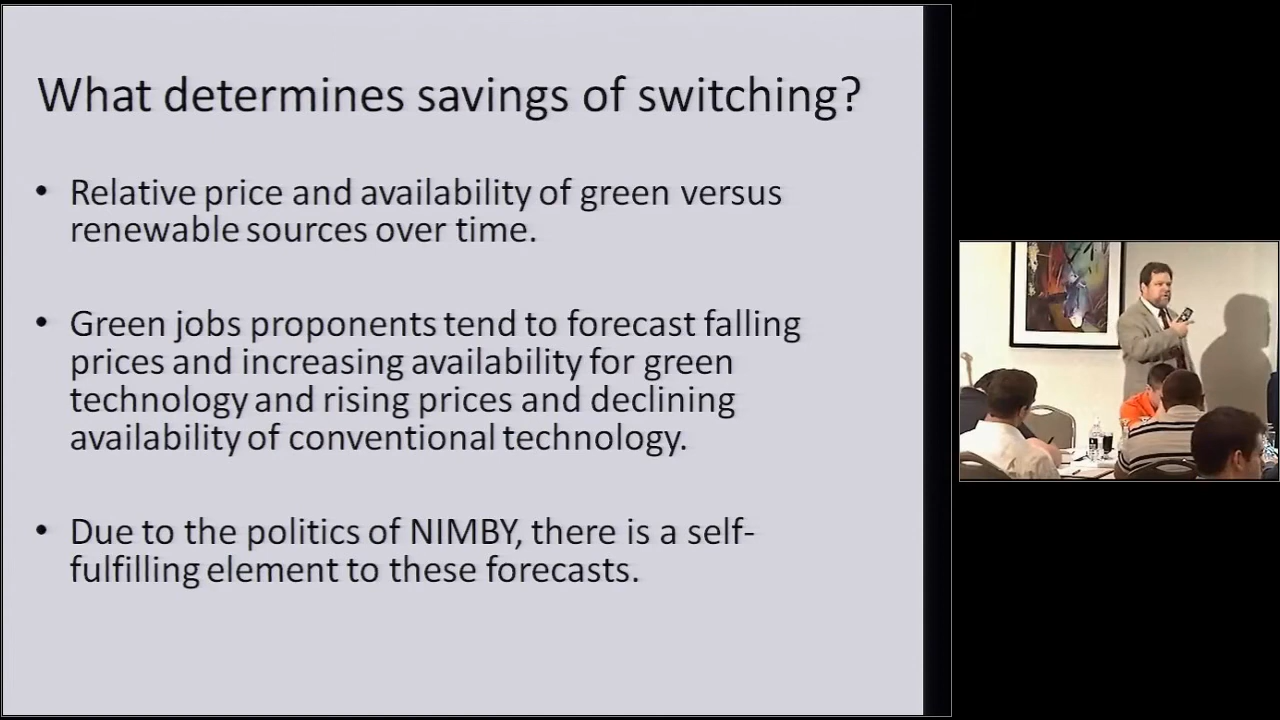 What determines savings of switching?
• Relative price and availability of green versus
renewable sources over time.
• Green jobs proponents tend to forecast falling
prices and increasing availability for green
technology and rising prices and declining
availability of conventional technology.
• Due to the politics of NIMBY, there is a self-
fulfilling element to these forecasts.